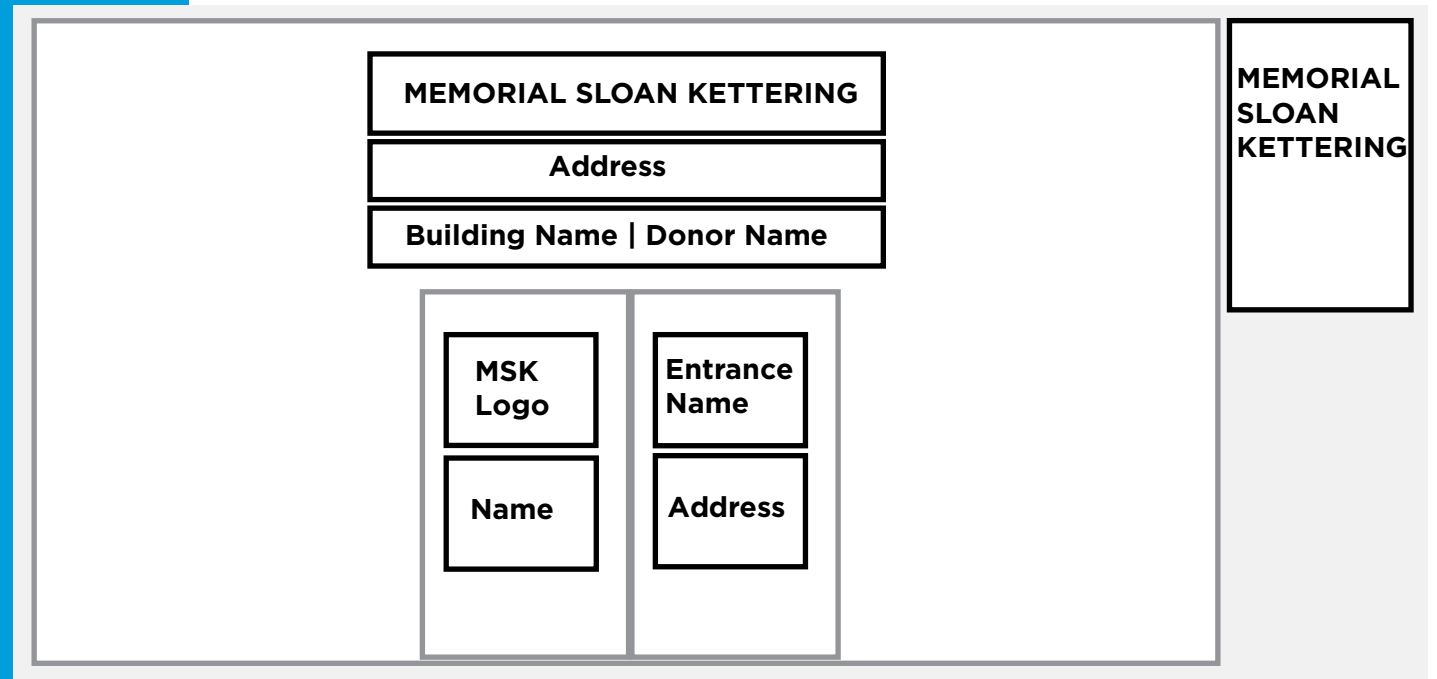 MEMORIAL SLOAN KETTERING
Address
Building Name | Donor Name
MSK
Logo
Name
Entrance
Name
Address
MEMORIAL
SLOAN
KETTERING